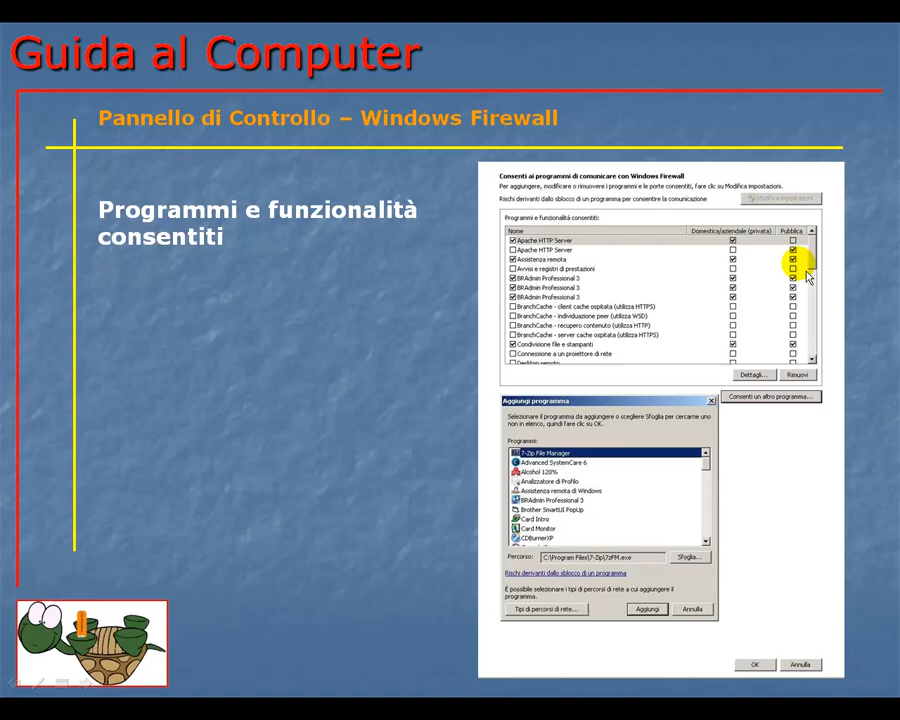 Guida al Computer
Pannello di Controllo – Windows Firewall
Programmi e funzionalità
consentiti
Consenti ai programmi di comunicare con Windows Firewall
Per aggiungere, modificare o rimuovere i programmi e le porte consentiti, fare clic su Modifica impostazioni.
Rischi derivanti dallo sblocco di un programma per consentire la comunicazione
Modifica impostazioni
Programmi e funzionalità consentiti:
Nome Domestica/aziendale (privata) Pubblica
Apache HTTP Server
Apache HTTP Server
Assistenza remota
Avvisi e registri di prestazioni
BRAdmin Professional 3
BRAdmin Professional 3
BRAdmin Professional 3
BranchCache - client cache ospitata (utilizza HTTPS)
BranchCache - individuazione peer (utilizza WSD)
BranchCache - recupero contenuto (utilizza HTTP)
BranchCache - server cache ospitata (utilizza HTTPS)
Condivisione file e stampanti
Connessione a un proiettore di rete
Desktop remoto
Dettagli... Rimuovi
Consenti un altro programma...
Aggiungi programma
Selezionare il programma da aggiungere o scegliere Sfoglia per cercarne uno
non in elenco, quindi fare clic su OK.
Programmi:
7-Zip File Manager
Advanced SystemCare 6
Alcohol 120%
Analizzatore di Profilo
Assistenza remota di Windows
BRAdmin Professional 3
Brother SmartUI PopUp
Card Intro
Card Monitor
CDBurnerXP
Percorso: C:\Program Files\7-Zip\7zFM.exe Sfoglia...
Rischi derivanti dallo sblocco di un programma
È possibile selezionare i tipi di percorsi di rete a cui aggiungere il
programma.
Tipi di percorsi di rete... Aggiungi Annulla
OK Annulla